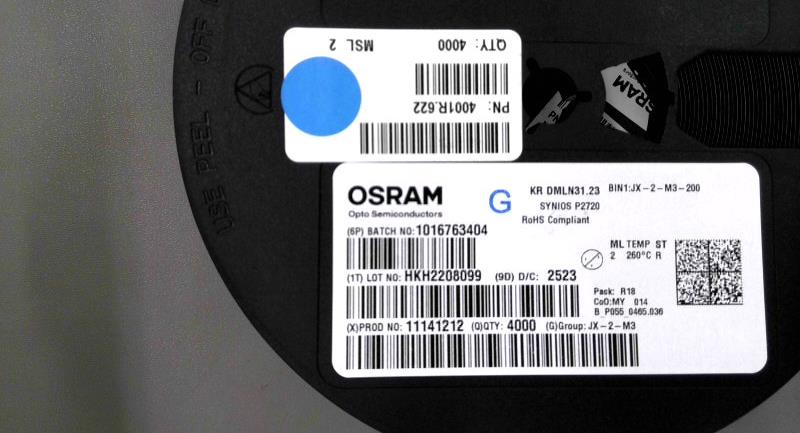 USE PEEL - OFF
QTY: 4000 MSL 2
PN: 4001R.622
OSRAM
Opto Semiconductors
G
KR DMLN31.23 BIN1:JX-2-M3-200
SYNIOS P2720
RoHS Compliant
(6P) BATCH NO:1016763404
ML TEMP ST
2 260°C R
(1T) LOT NO: HKH2208099 (9D) D/C: 2523
Pack: R18
CoO:MY 014
B_P055_0465.036
(X)PROD NO: 11141212 (Q)QTY: 4000 (G)Group: JX-2-M3